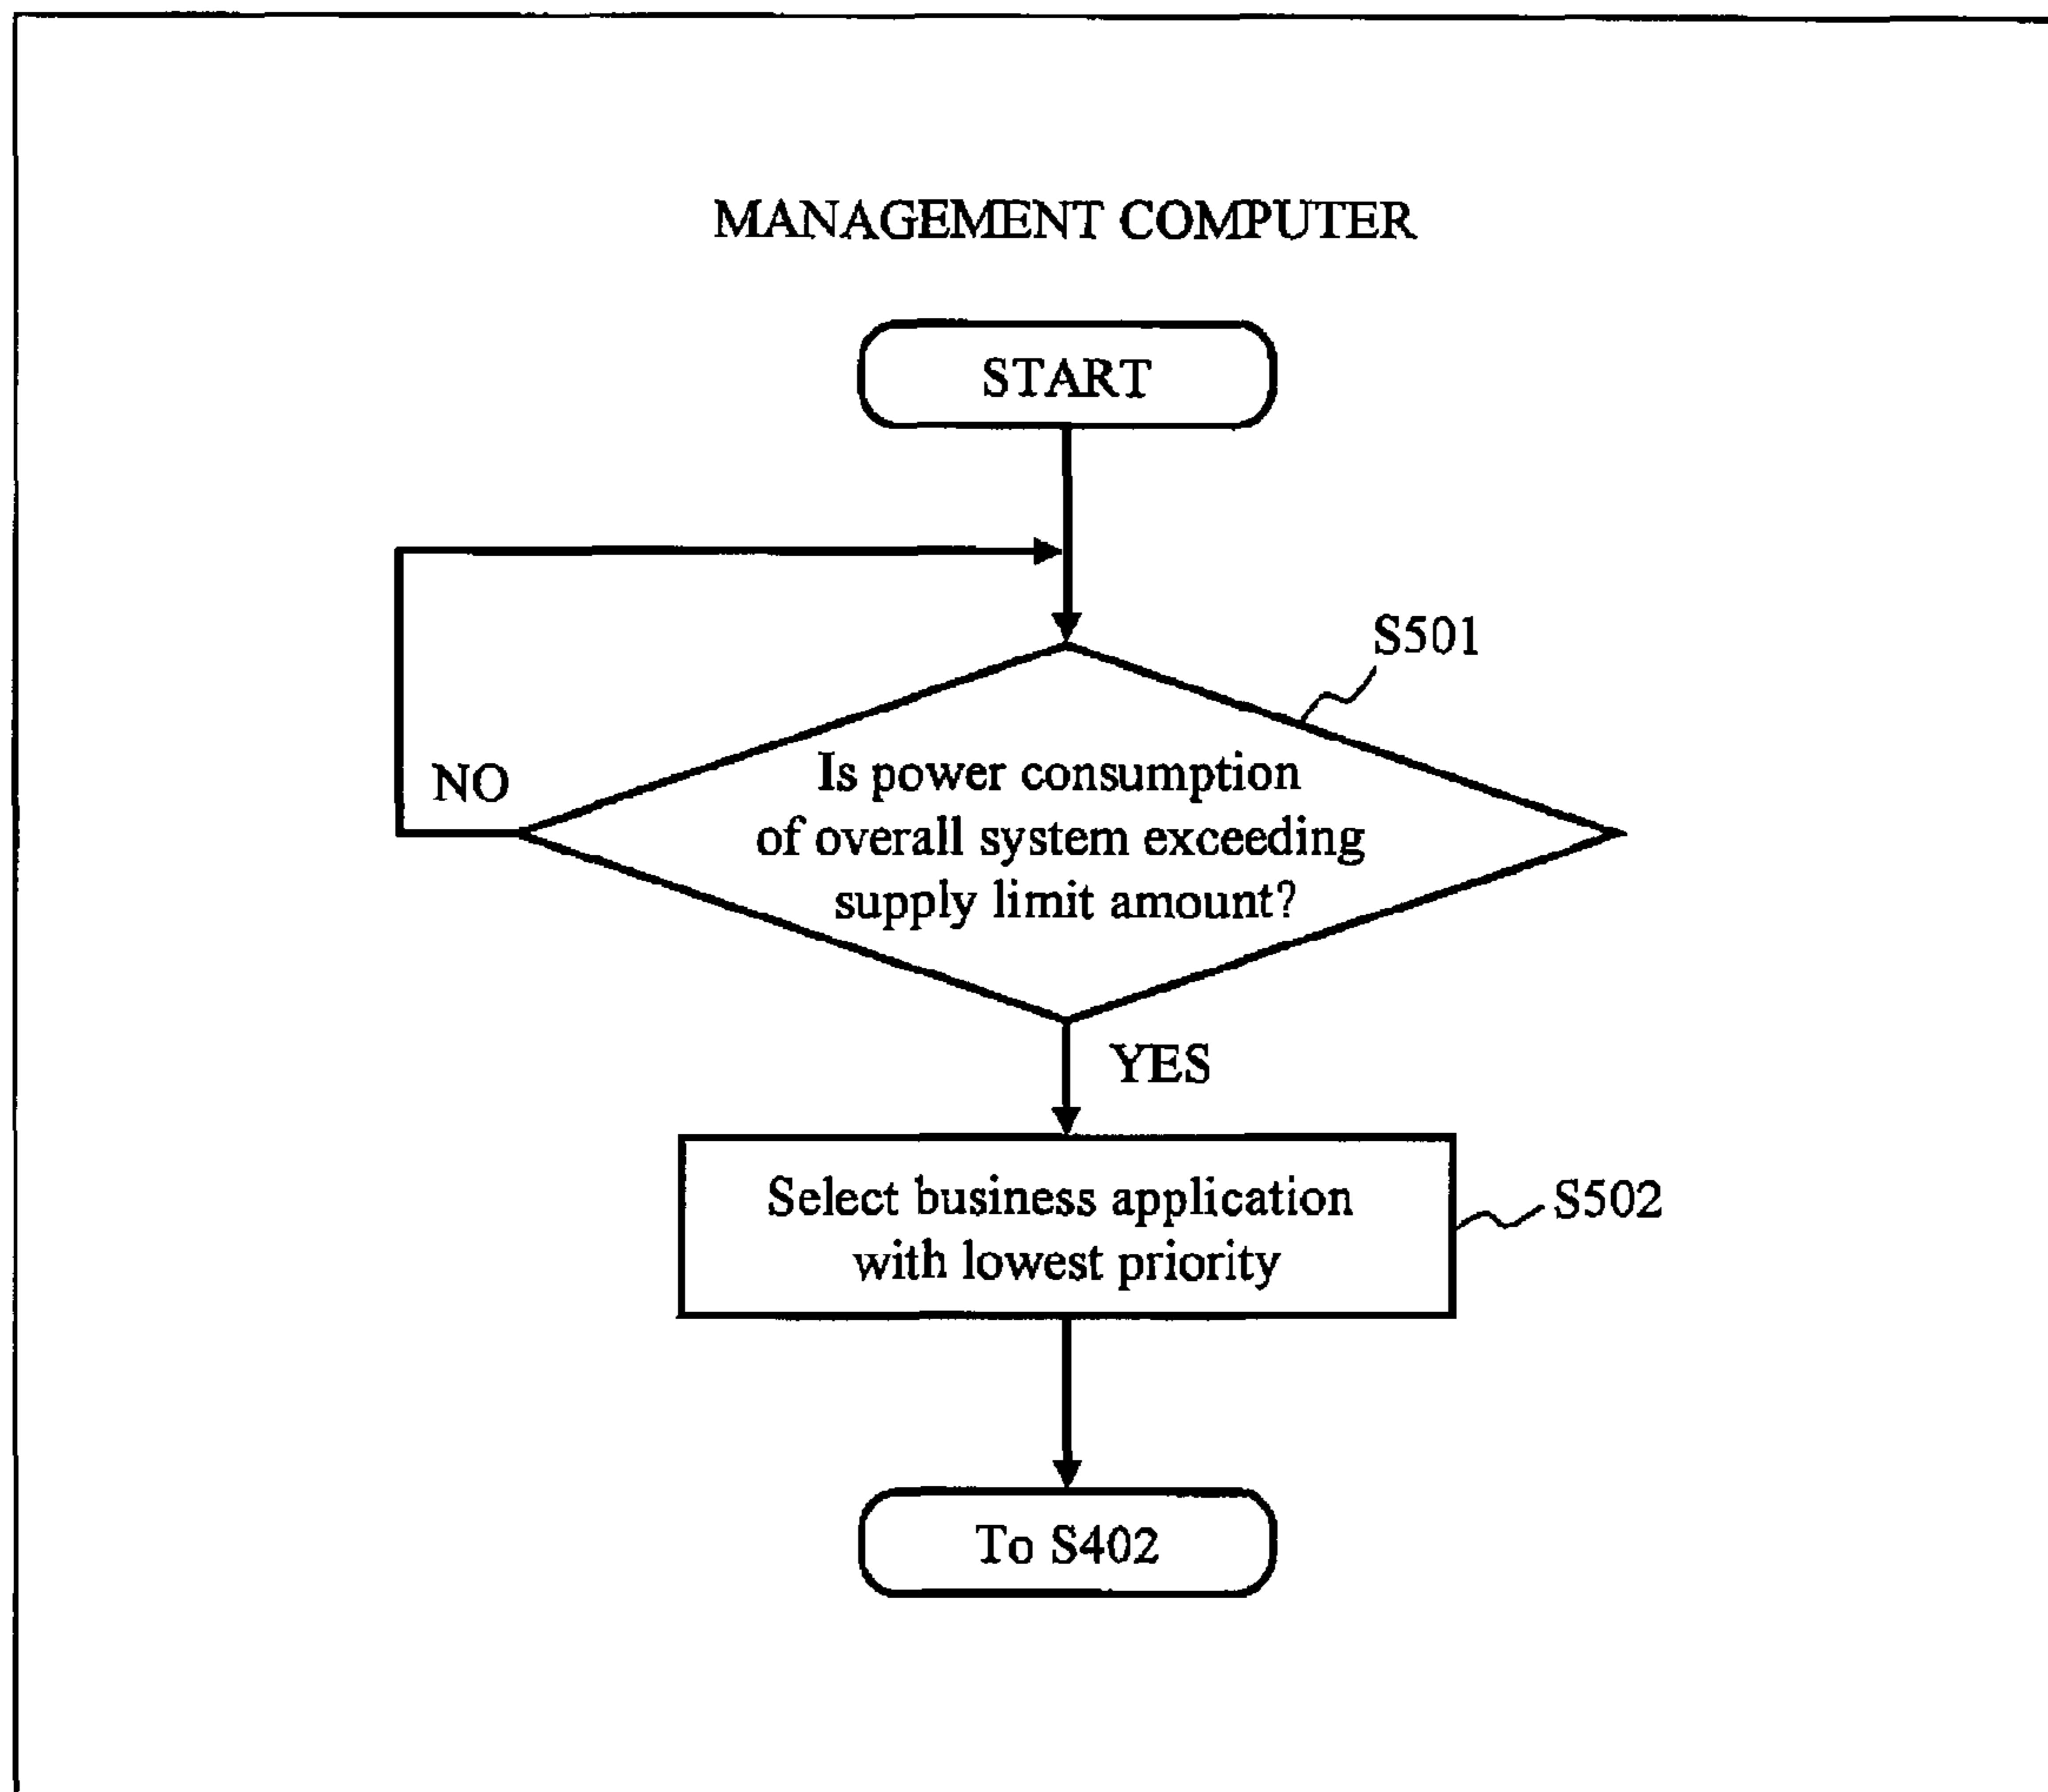 MANAGEMENT COMPUTER
START
S501
NO
Is power consumption
of overall system exceeding
supply limit amount?
YES
Select business application
with lowest priority
S502
To S402